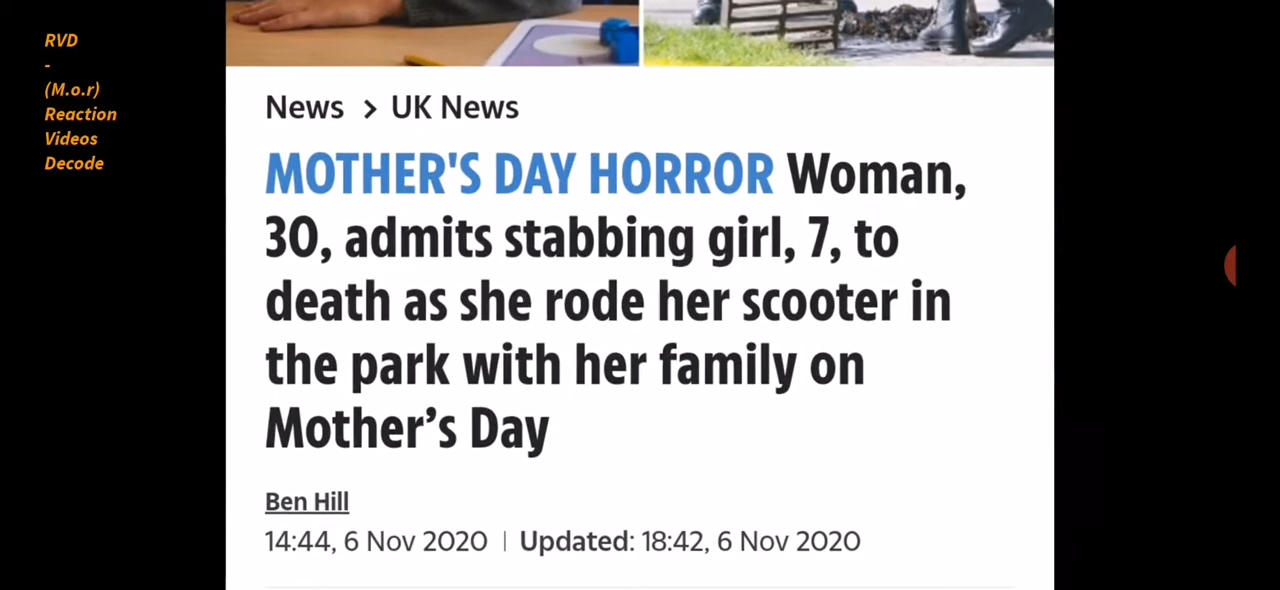 RVD
-
(M.o.r)
Reaction
Videos
Decode
News > UK News
MOTHER'S DAY HORROR Woman,
30, admits stabbing girl, 7, to
death as she rode her scooter in
the park with her family on
Mother’s Day
Ben Hill
14:44, 6 Nov 2020 | Updated: 18:42, 6 Nov 2020